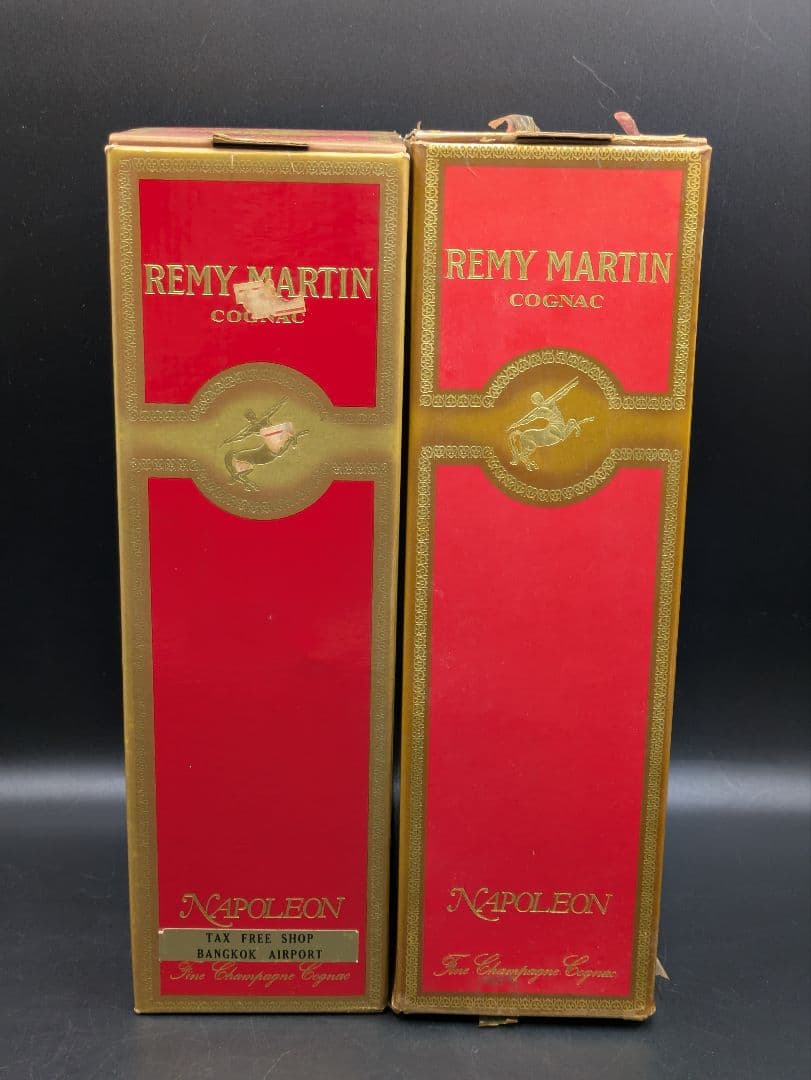 REMY MARTIN
COGNAC
NAPOLEON
TAX FREE SHOP
BANGKOK AIRPORT
Fine Champagne Cognac
REMY MARTIN
COGNAC
NAPOLEON
Fine Champagne Cognac